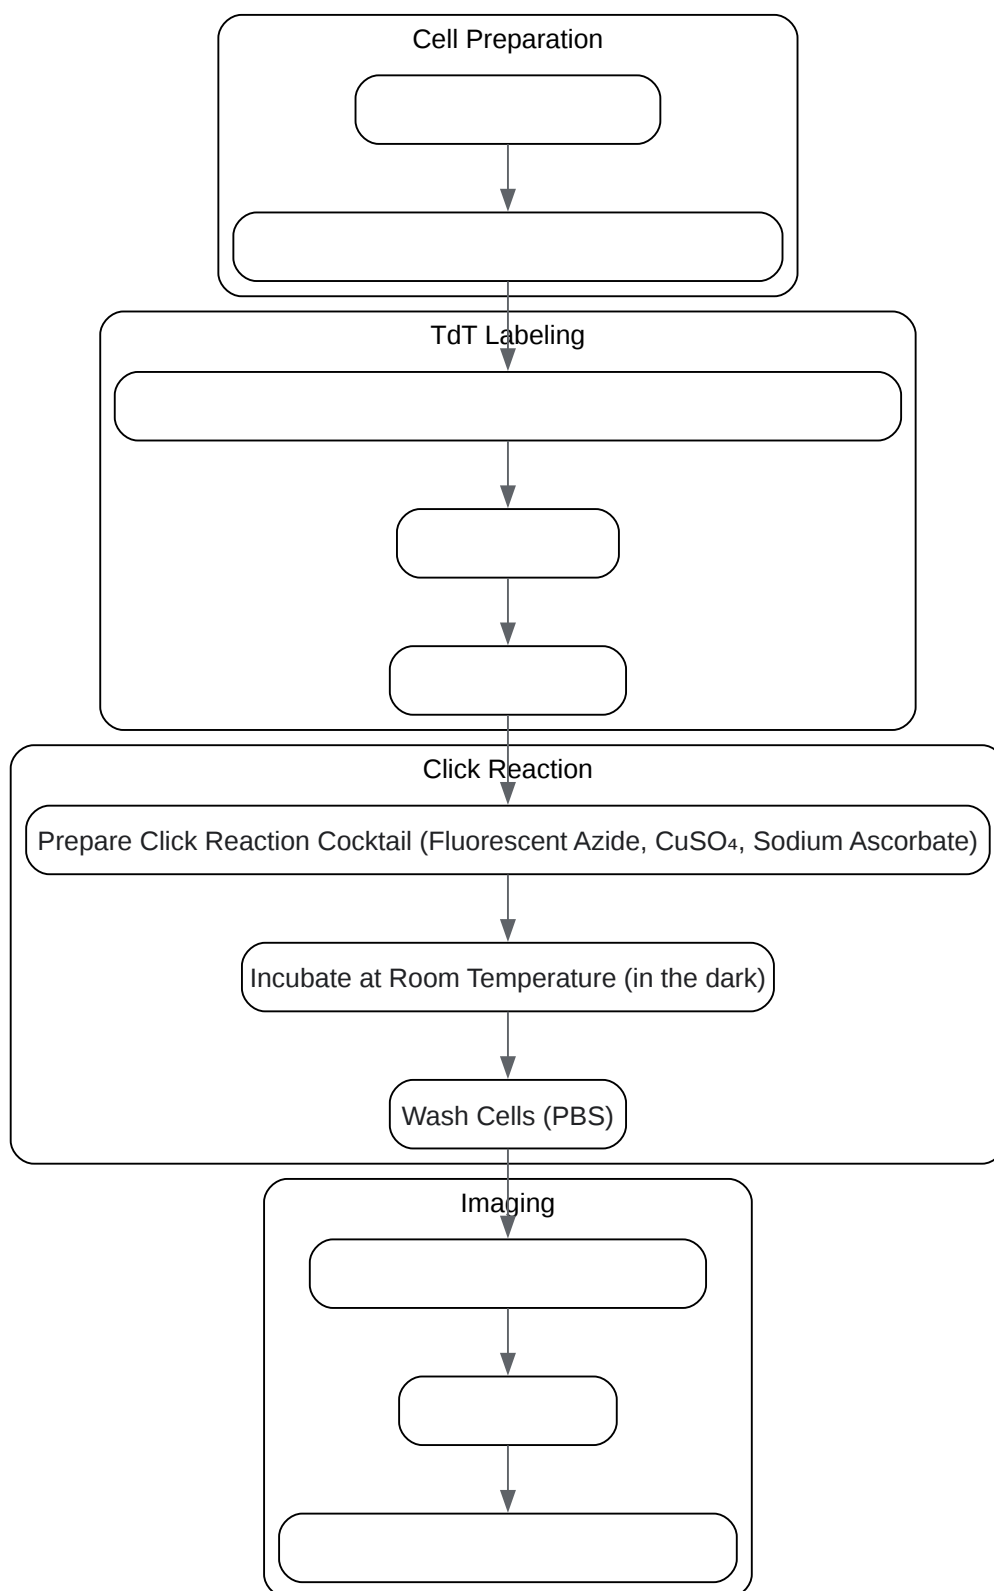 Cell Preparation
TdT Labeling
Click Reaction
Prepare Click Reaction Cocktail (Fluorescent Azide, CuSO₄, Sodium Ascorbate)
Incubate at Room Temperature (in the dark)
Wash Cells (PBS)
Imaging